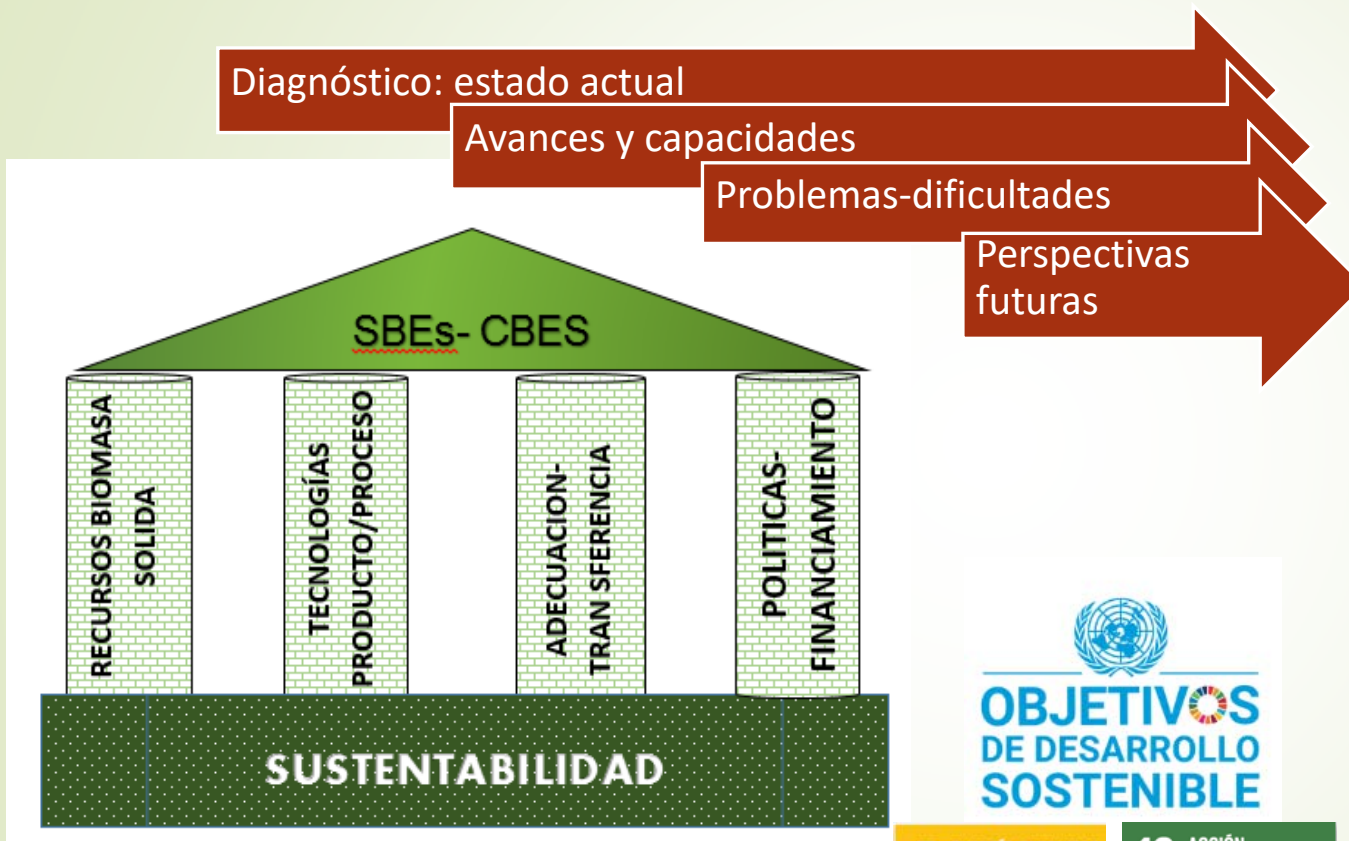 Diagnóstico: estado actual
Avances y capacidades
Problemas-dificultades
Perspectivas
futuras
SBEs- CBES
RECURSOS BIOMASA
SOLIDA
TECNOLOGÍAS
PRODUCTO/PROCESO
ADECUACION-
TRAN SFERENCIA
POLITICAS-
FINANCIAMIENTO
SUSTENTABILIDAD
OBJETIVOS
DE DESARROLLO
SOSTENIBLE
ACCIÓN